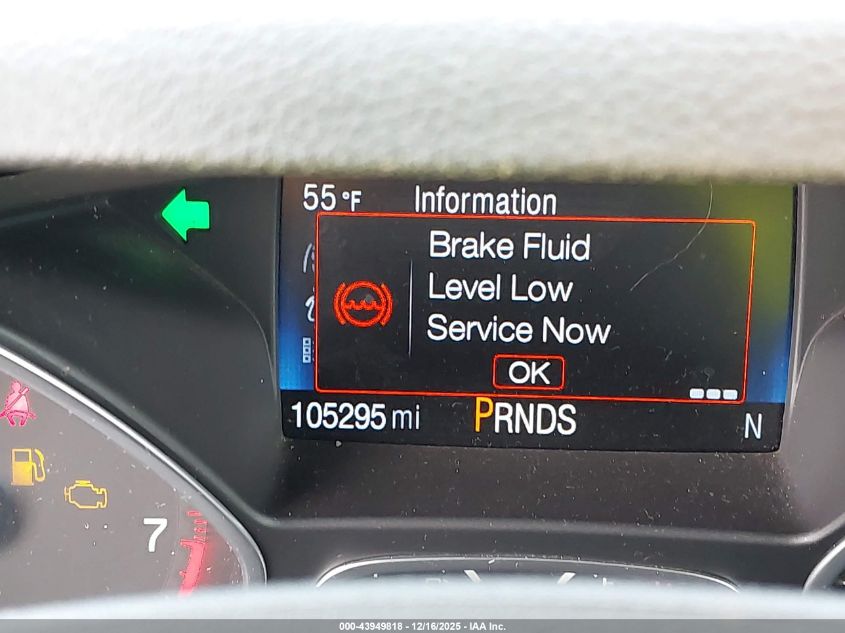 55 °F Information
Brake Fluid
Level Low
Service Now
OK
105295 mi PRNDS N
7
000-43949818 - 12/16/2025 - IAA Inc.